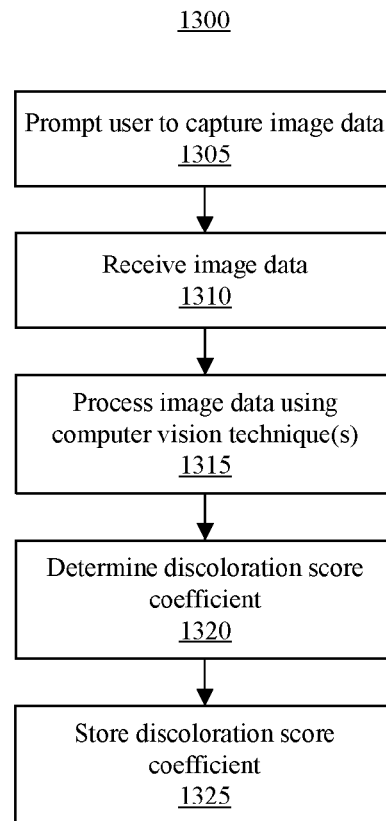 1300
Prompt user to capture image data
1305
Receive image data
1310
Process image data using
computer vision technique(s)
1315
Determine discoloration score
coefficient
1320
Store discoloration score
coefficient
1325